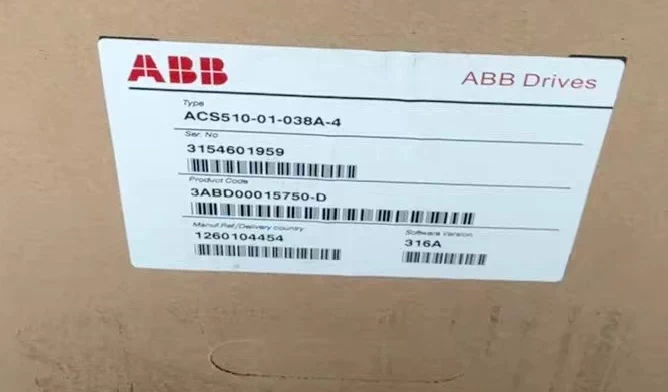 ABB
ABB Drives
Type
ACS510-01-038A-4
Ser. No
3154601959
Product Code
3ABD00015750-D
Manuf.Ref./Delivery country
1260104454
Software Version
316A